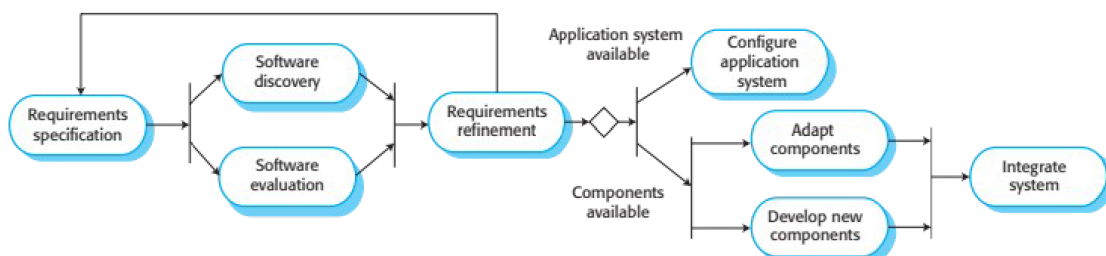 Requirements
specification
Software
discovery
Software
evaluation
Requirements
refinement
Application system
available
Configure
application
system
Components
available
Adapt
components
Develop new
components
Integrate
system